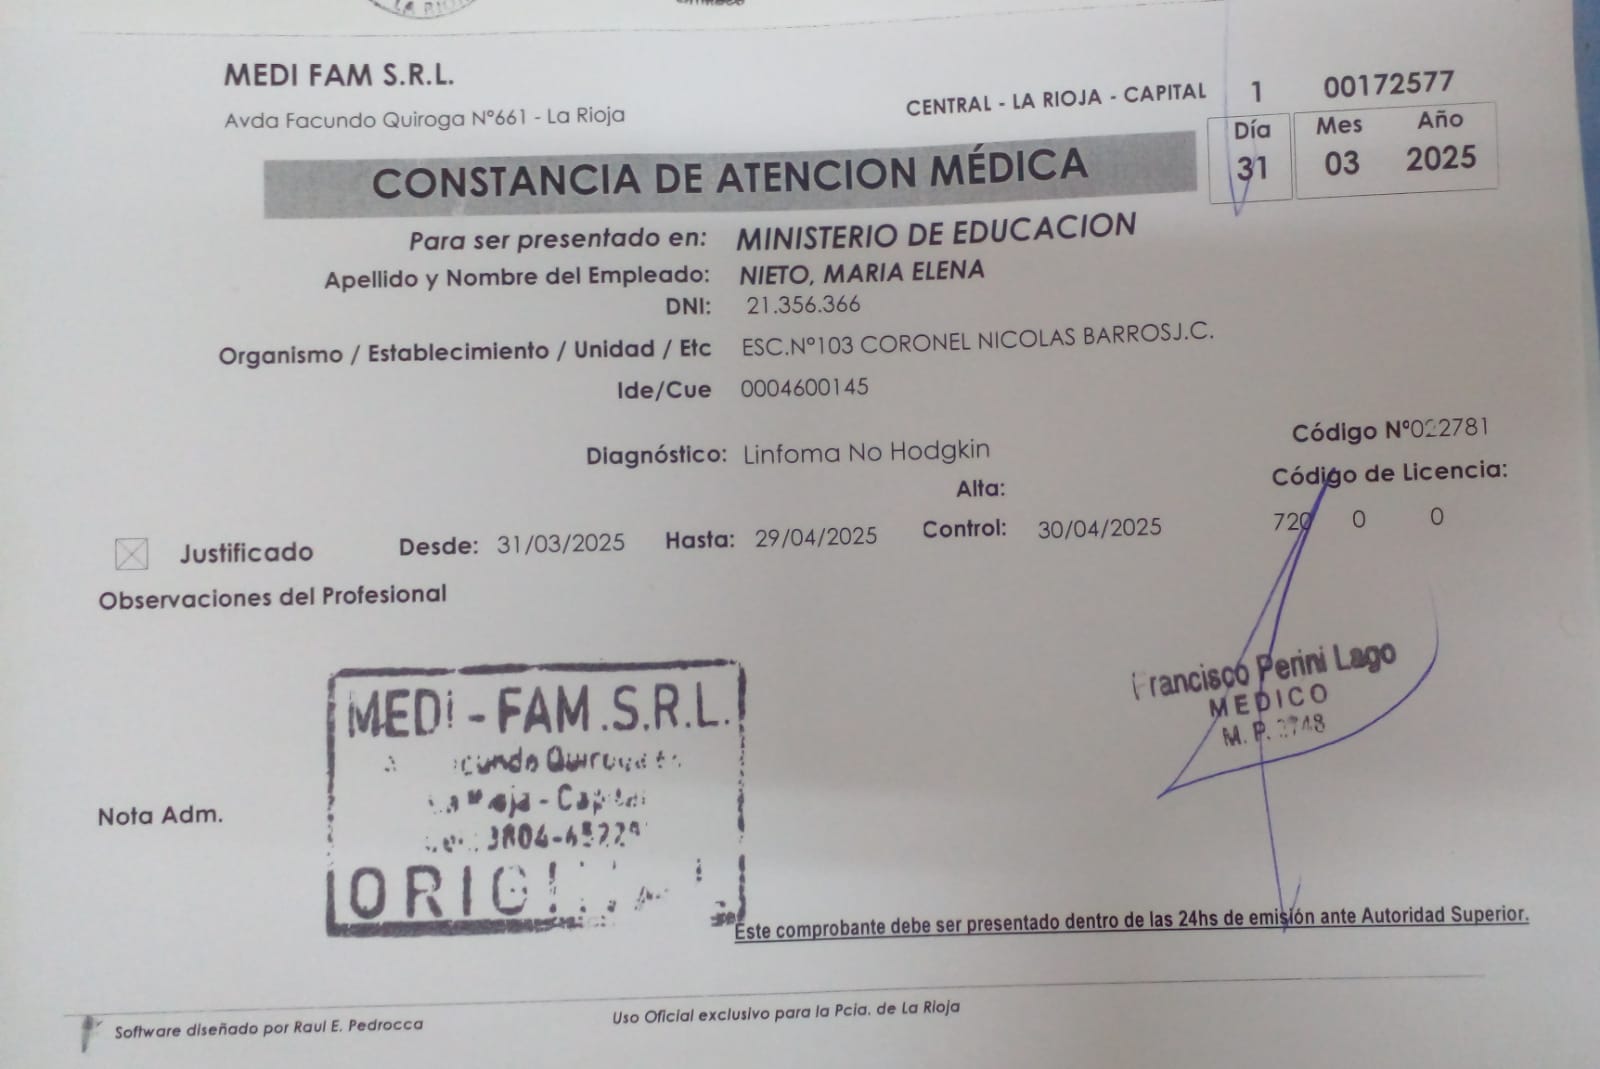 LA RIOJA
MEDI FAM S.R.L.
Avda Facundo Quiroga Nº661 - La Rioja
CENTRAL - LA RIOJA - CAPITAL 1 00172577
Día Mes Año
31 03 2025
CONSTANCIA DE ATENCION MÉDICA
Para ser presentado en: MINISTERIO DE EDUCACION
Apellido y Nombre del Empleado: NIETO, MARIA ELENA
DNI: 21.356.366
Organismo / Establecimiento / Unidad / Etc ESC.Nº103 CORONEL NICOLAS BARROSJ.C.
Ide/Cue 0004600145
Código Nº022781
Diagnóstico: Linfoma No Hodgkin
Código de Licencia:
Alta:
720 0 0
Justificado Desde: 31/03/2025 Hasta: 29/04/2025 Control: 30/04/2025
Observaciones del Profesional
Francisco Perini Lago
MEDICO
M. P.
MEDI - FAM.S.R.L.
Nota Adm.
Este comprobante debe ser presentado dentro de las 24hs de emisión ante Autoridad Superior.
Software diseñado por Raul E. Pedrocca
Uso Oficial exclusivo para la Pcia. de La Rioja